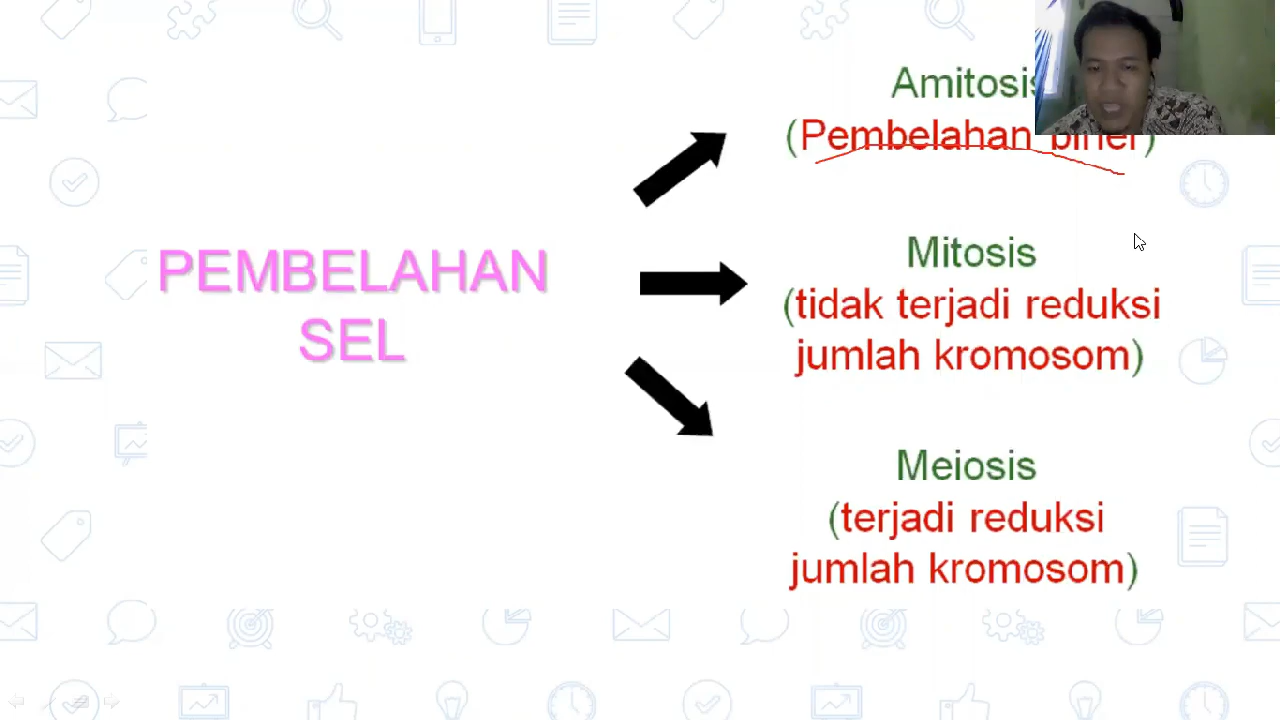 PEMBELAHAN
SEL
Amitosis
(Pembelahan biner)
Mitosis
(tidak terjadi reduksi
jumlah kromosom)
Meiosis
(terjadi reduksi
jumlah kromosom)